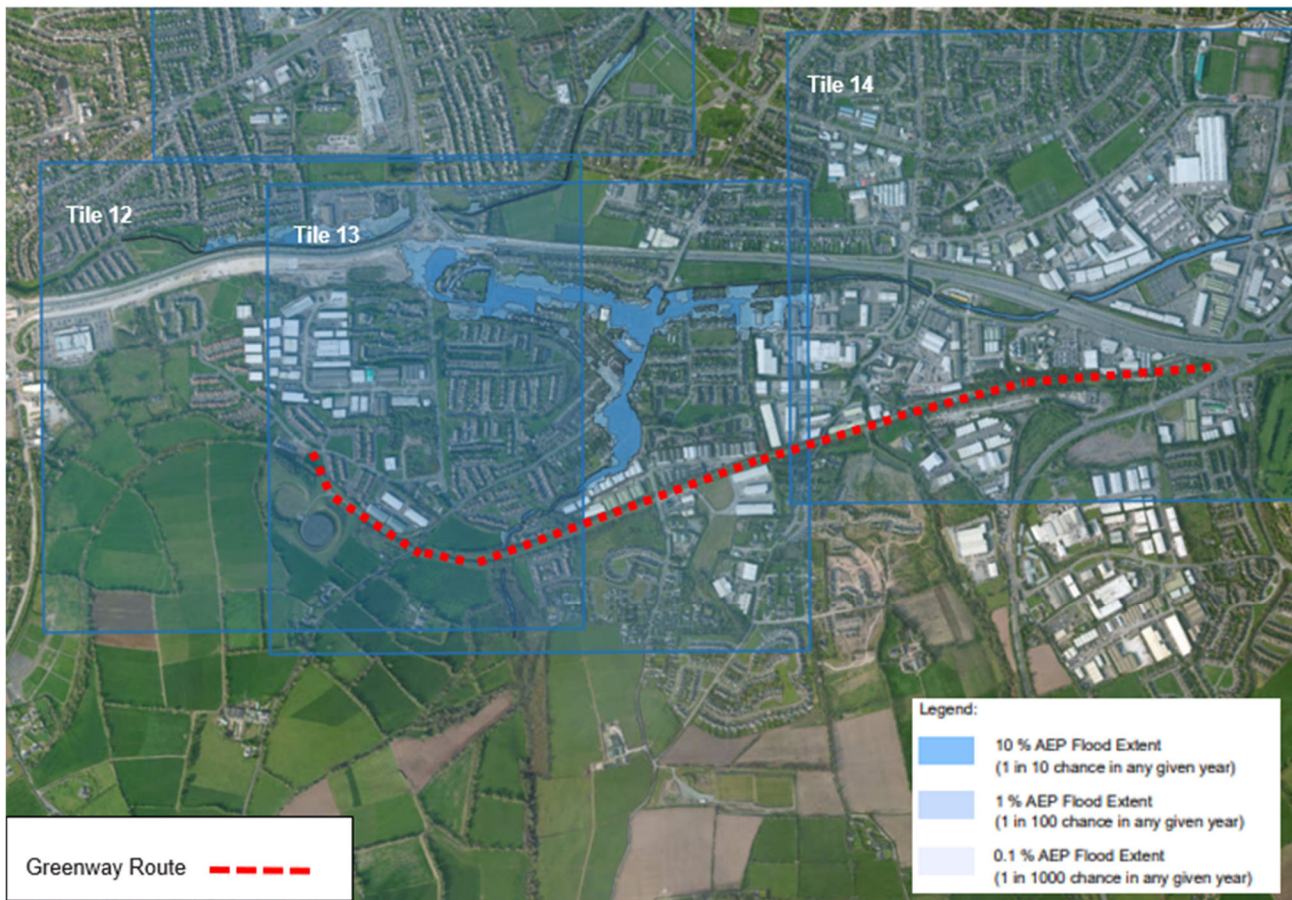 Tile 14
Tile 12
Tile 13
Legend:
10 % AEP Flood Extent
(1 in 10 chance in any given year)
1 % AEP Flood Extent
(1 in 100 chance in any given year)
0.1 % AEP Flood Extent
(1 in 1000 chance in any given year)
Greenway Route